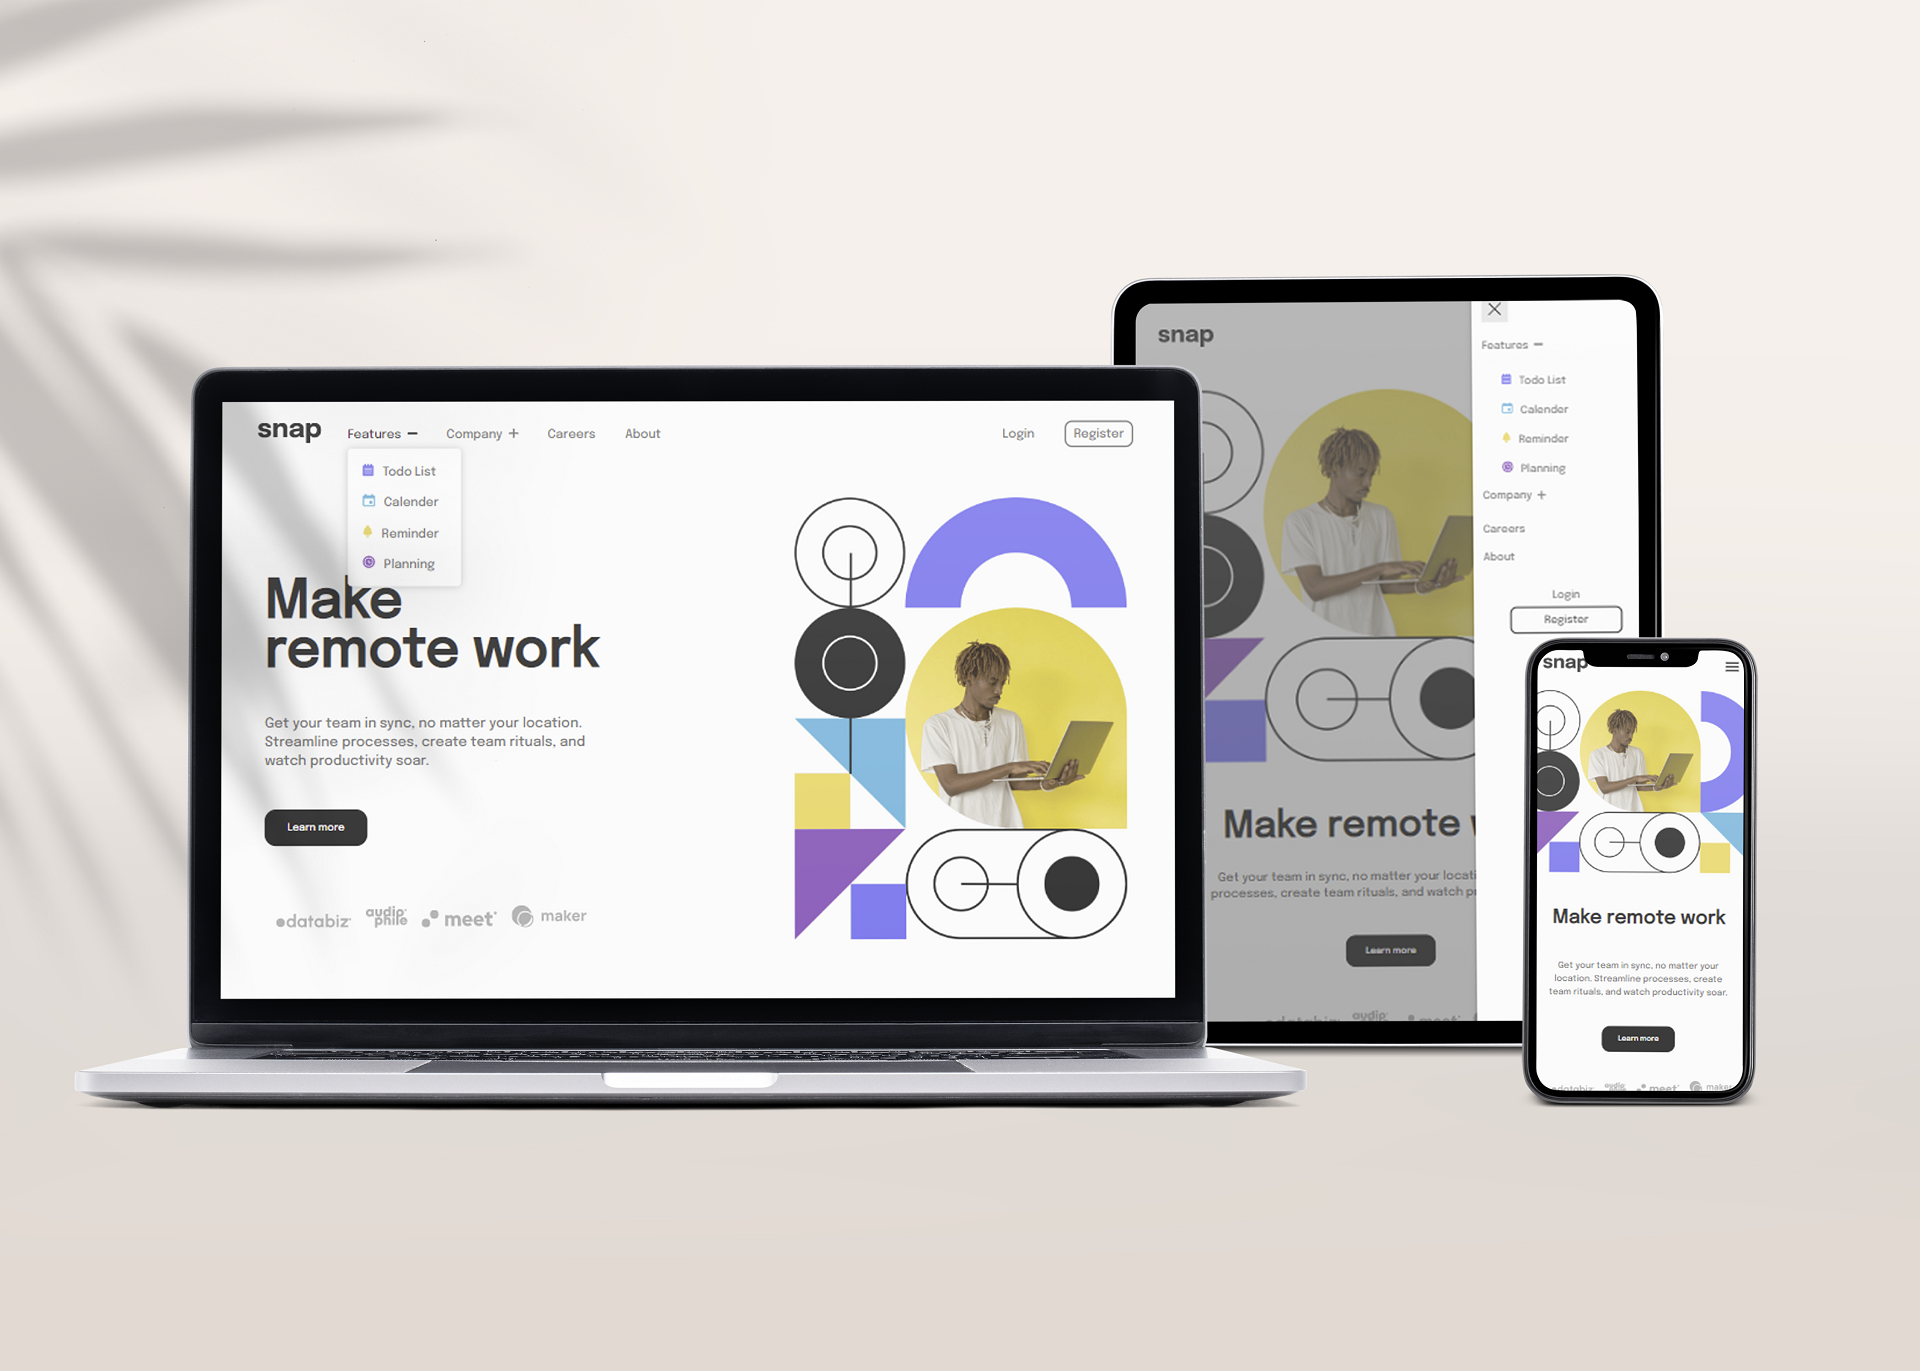 snap
Features
Company
Careers
About
Login
Register
Todo List
Calender
Reminder
Planning
Make
remote work
Get your team in sync, no matter your location.
Streamline processes, create team rituals, and
watch productivity soar.
Learn more
databiz
audiophile
meet
maker
snap
Features
Todo List
Calender
Reminder
Planning
Company
Careers
About
Login
Register
Make remote
Get your team in sync, no matter your locati
processes, create team rituals, and watch p
Learn more
snap
Make remote work
Get your team in sync, no matter your
location. Streamline processes, create
team rituals, and watch productivity soar.
Learn more
databiz
meet
maker